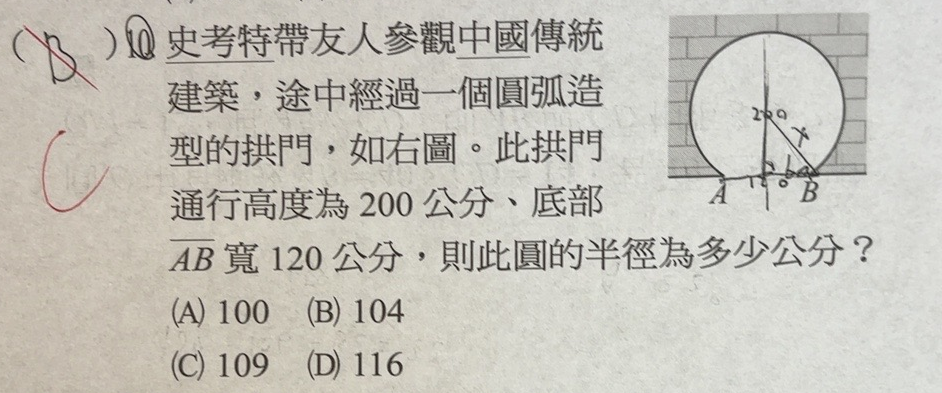 ( B ) 10 史考特帶友人參觀中國傳統
建築，途中經過一個圓弧造
型的拱門，如右圖。此拱門
通行高度為 200 公分、底部
AB 寬 120 公分，則此圓的半徑為多少公分？
(A) 100 (B) 104
(C) 109 (D) 116
C
200
A
120
B